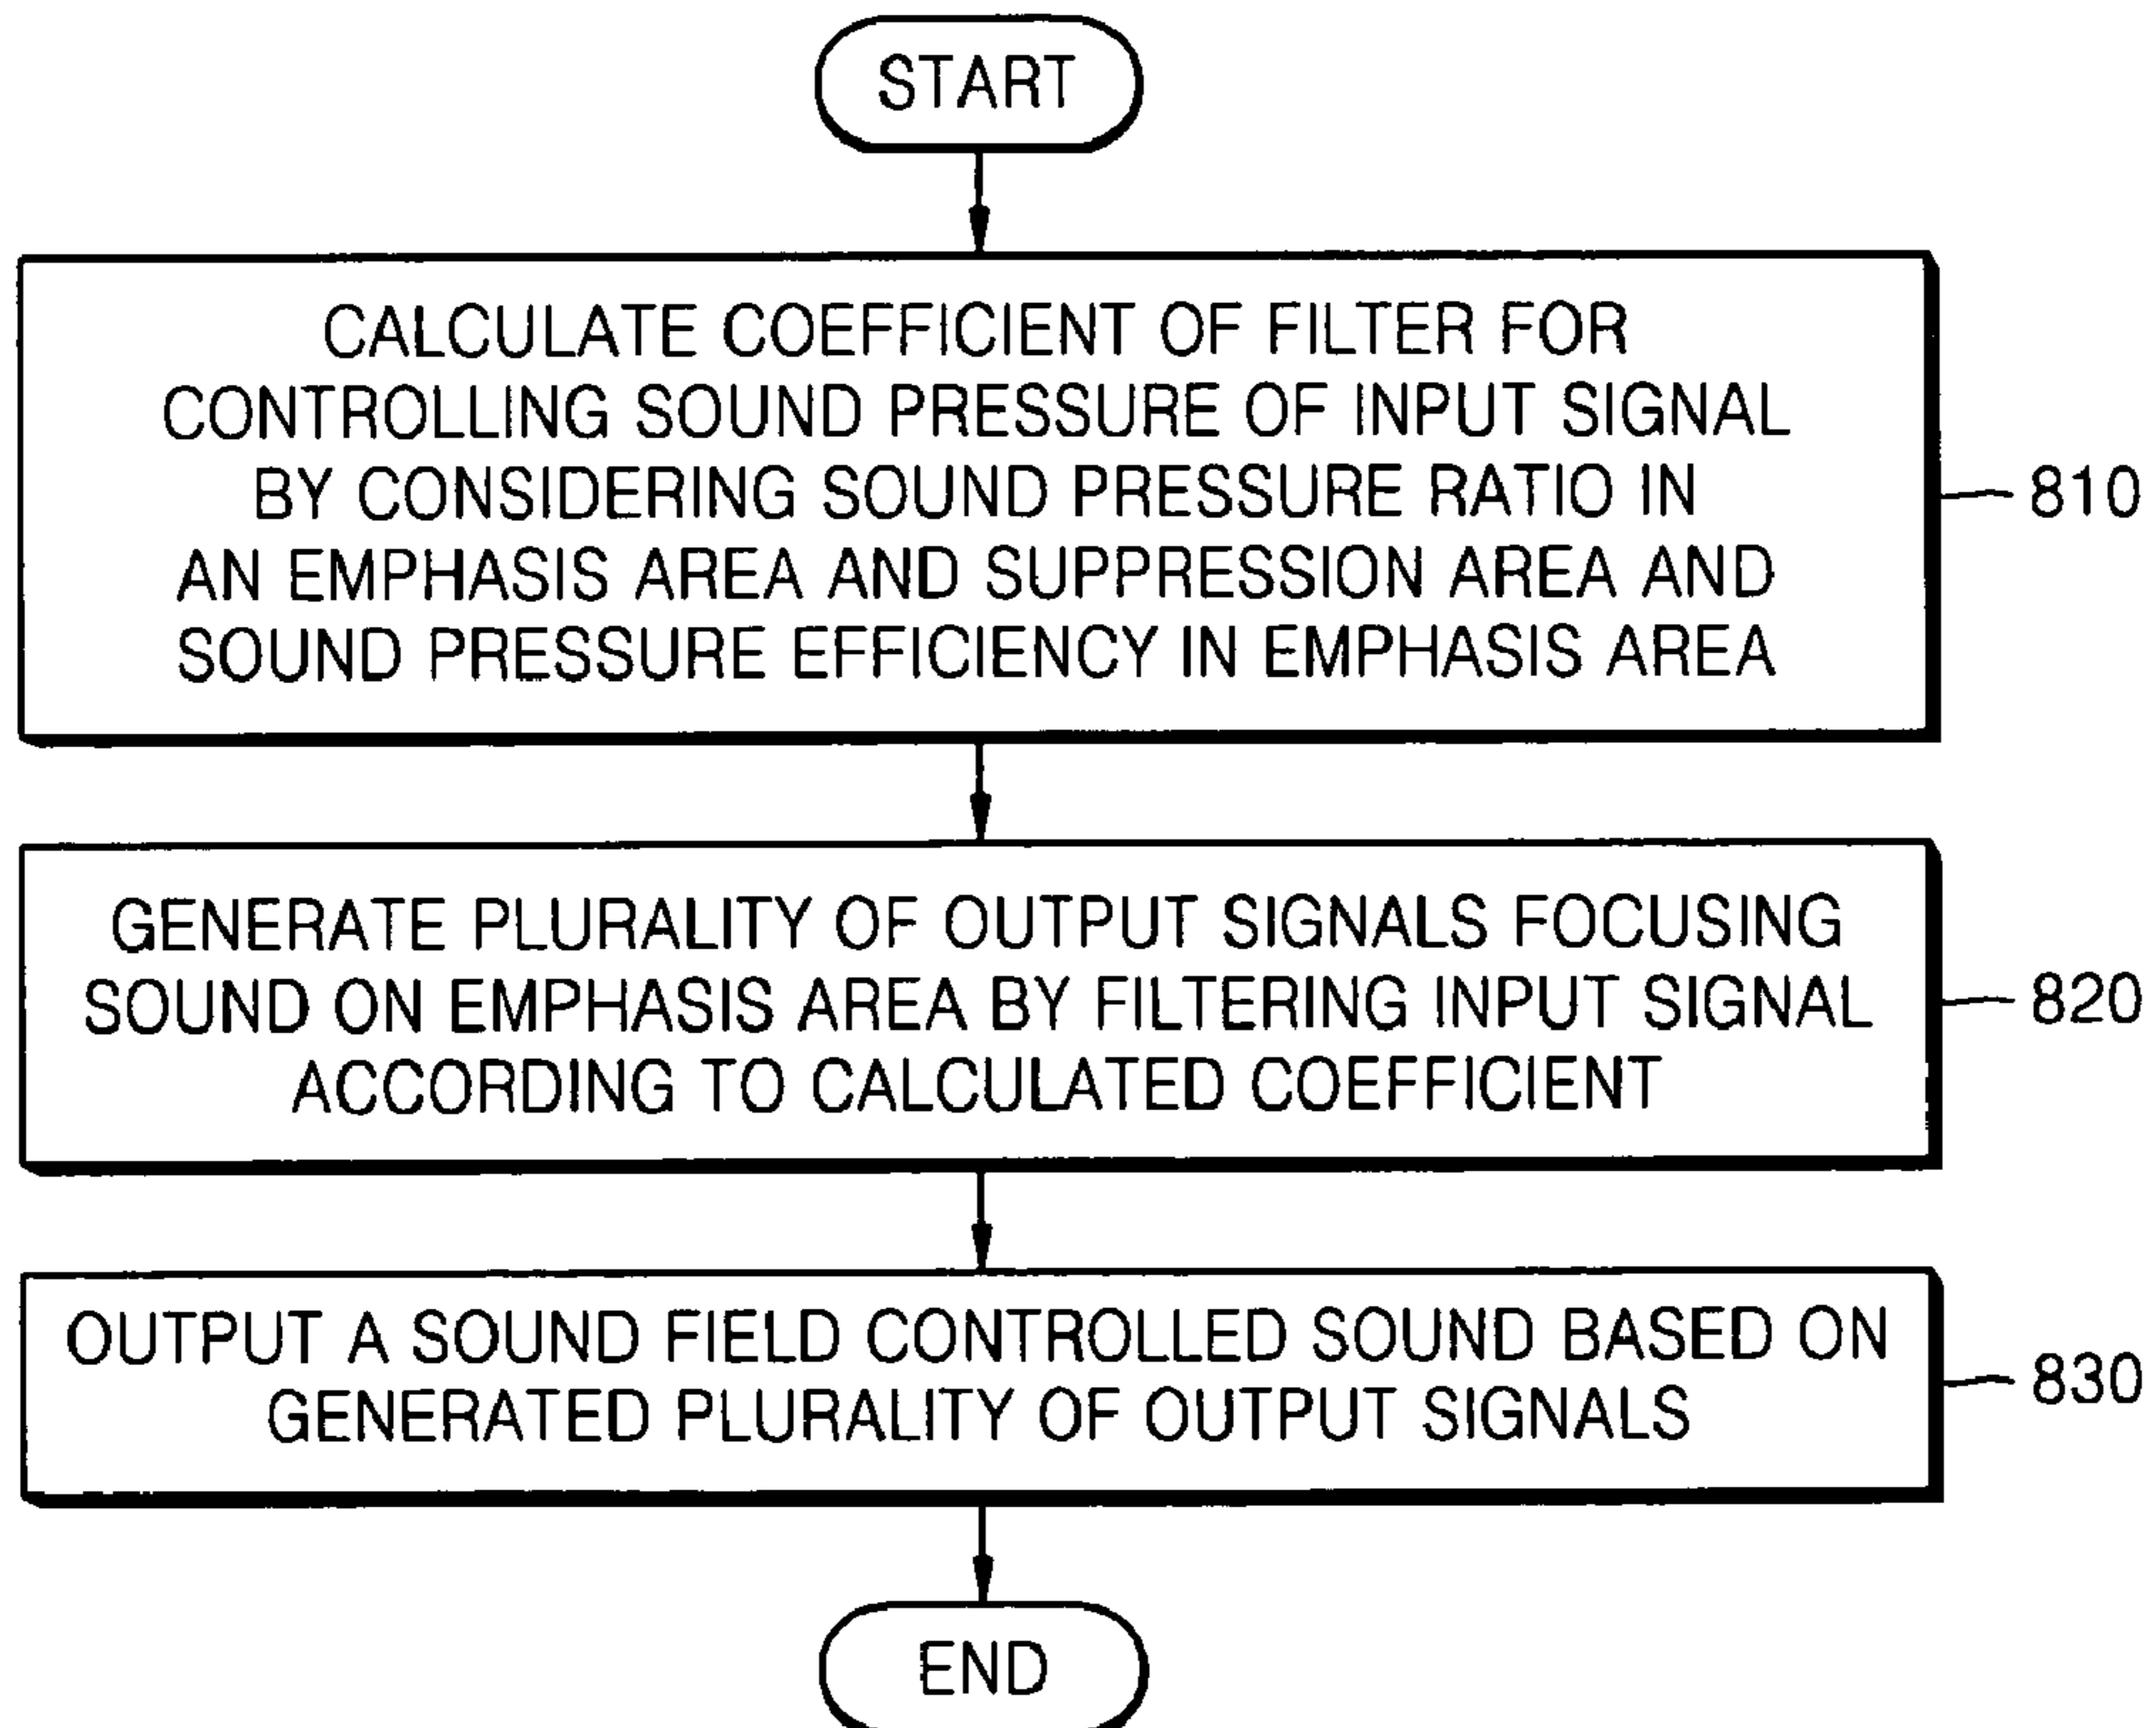 START
CALCULATE COEFFICIENT OF FILTER FOR
CONTROLLING SOUND PRESSURE OF INPUT SIGNAL
BY CONSIDERING SOUND PRESSURE RATIO IN
AN EMPHASIS AREA AND SUPPRESSION AREA AND
SOUND PRESSURE EFFICIENCY IN EMPHASIS AREA
810
GENERATE PLURALITY OF OUTPUT SIGNALS FOCUSING
SOUND ON EMPHASIS AREA BY FILTERING INPUT SIGNAL
ACCORDING TO CALCULATED COEFFICIENT
820
OUTPUT A SOUND FIELD CONTROLLED SOUND BASED ON
GENERATED PLURALITY OF OUTPUT SIGNALS
830
END